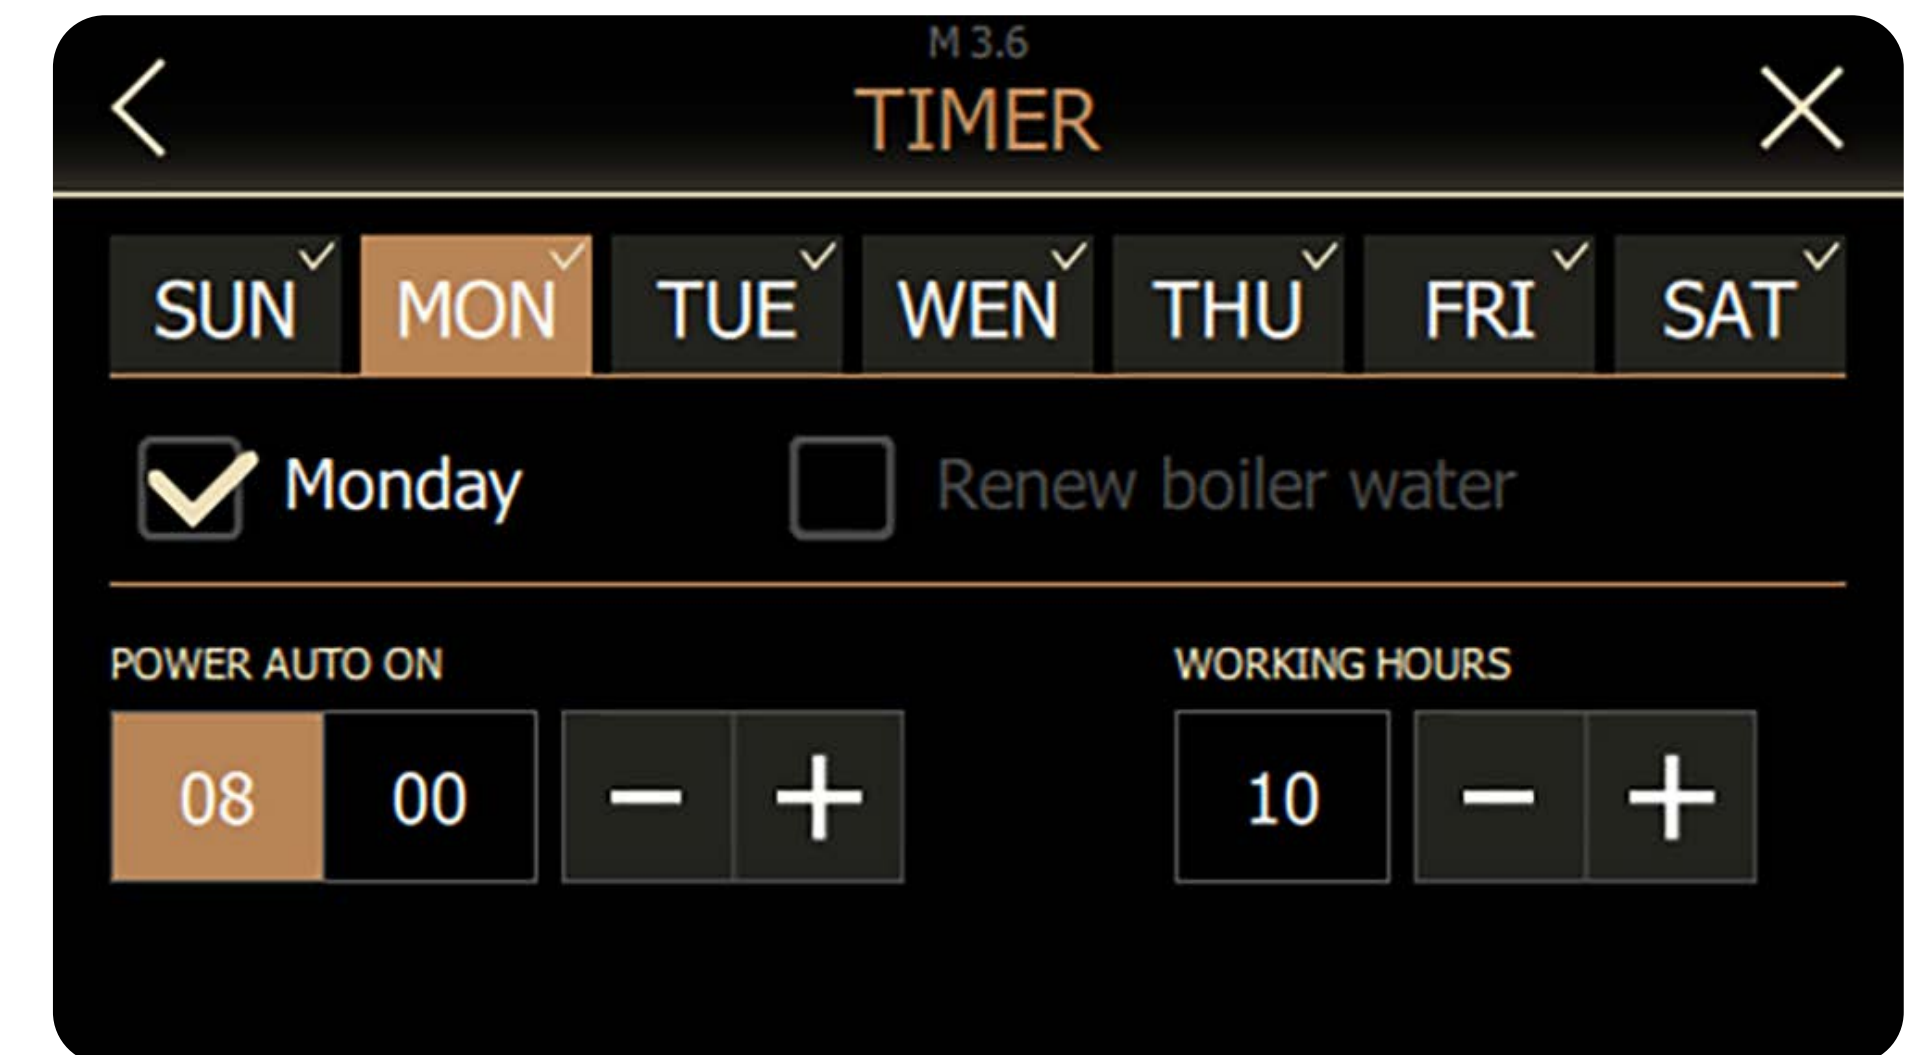 M 3.6
TIMER
SUN MON TUE WEN THU FRI SAT
Monday Renew boiler water
POWER AUTO ON WORKING HOURS
08 00 − + 10 − +